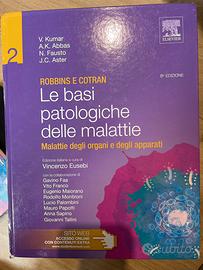 V. Kumar
A.K. Abbas
N. Fausto
J.C. Aster
ELSEVIER
2
ROBBINS E COTRAN
8ª EDIZIONE
Le basi
patologiche
delle malattie
Malattie degli organi e degli apparati
Edizione italiana a cura di
Vincenzo Eusebi
con la collaborazione di
Gavino Faa
Vito Franco
Eugenio Maiorano
Rodolfo Montironi
Lucio Palombini
Mauro Papotti
Anna Sapino
Giovanni Tallini
SITO WEB
ACCESSO ONLINE
CON CONTENUTI EXTRA
subito